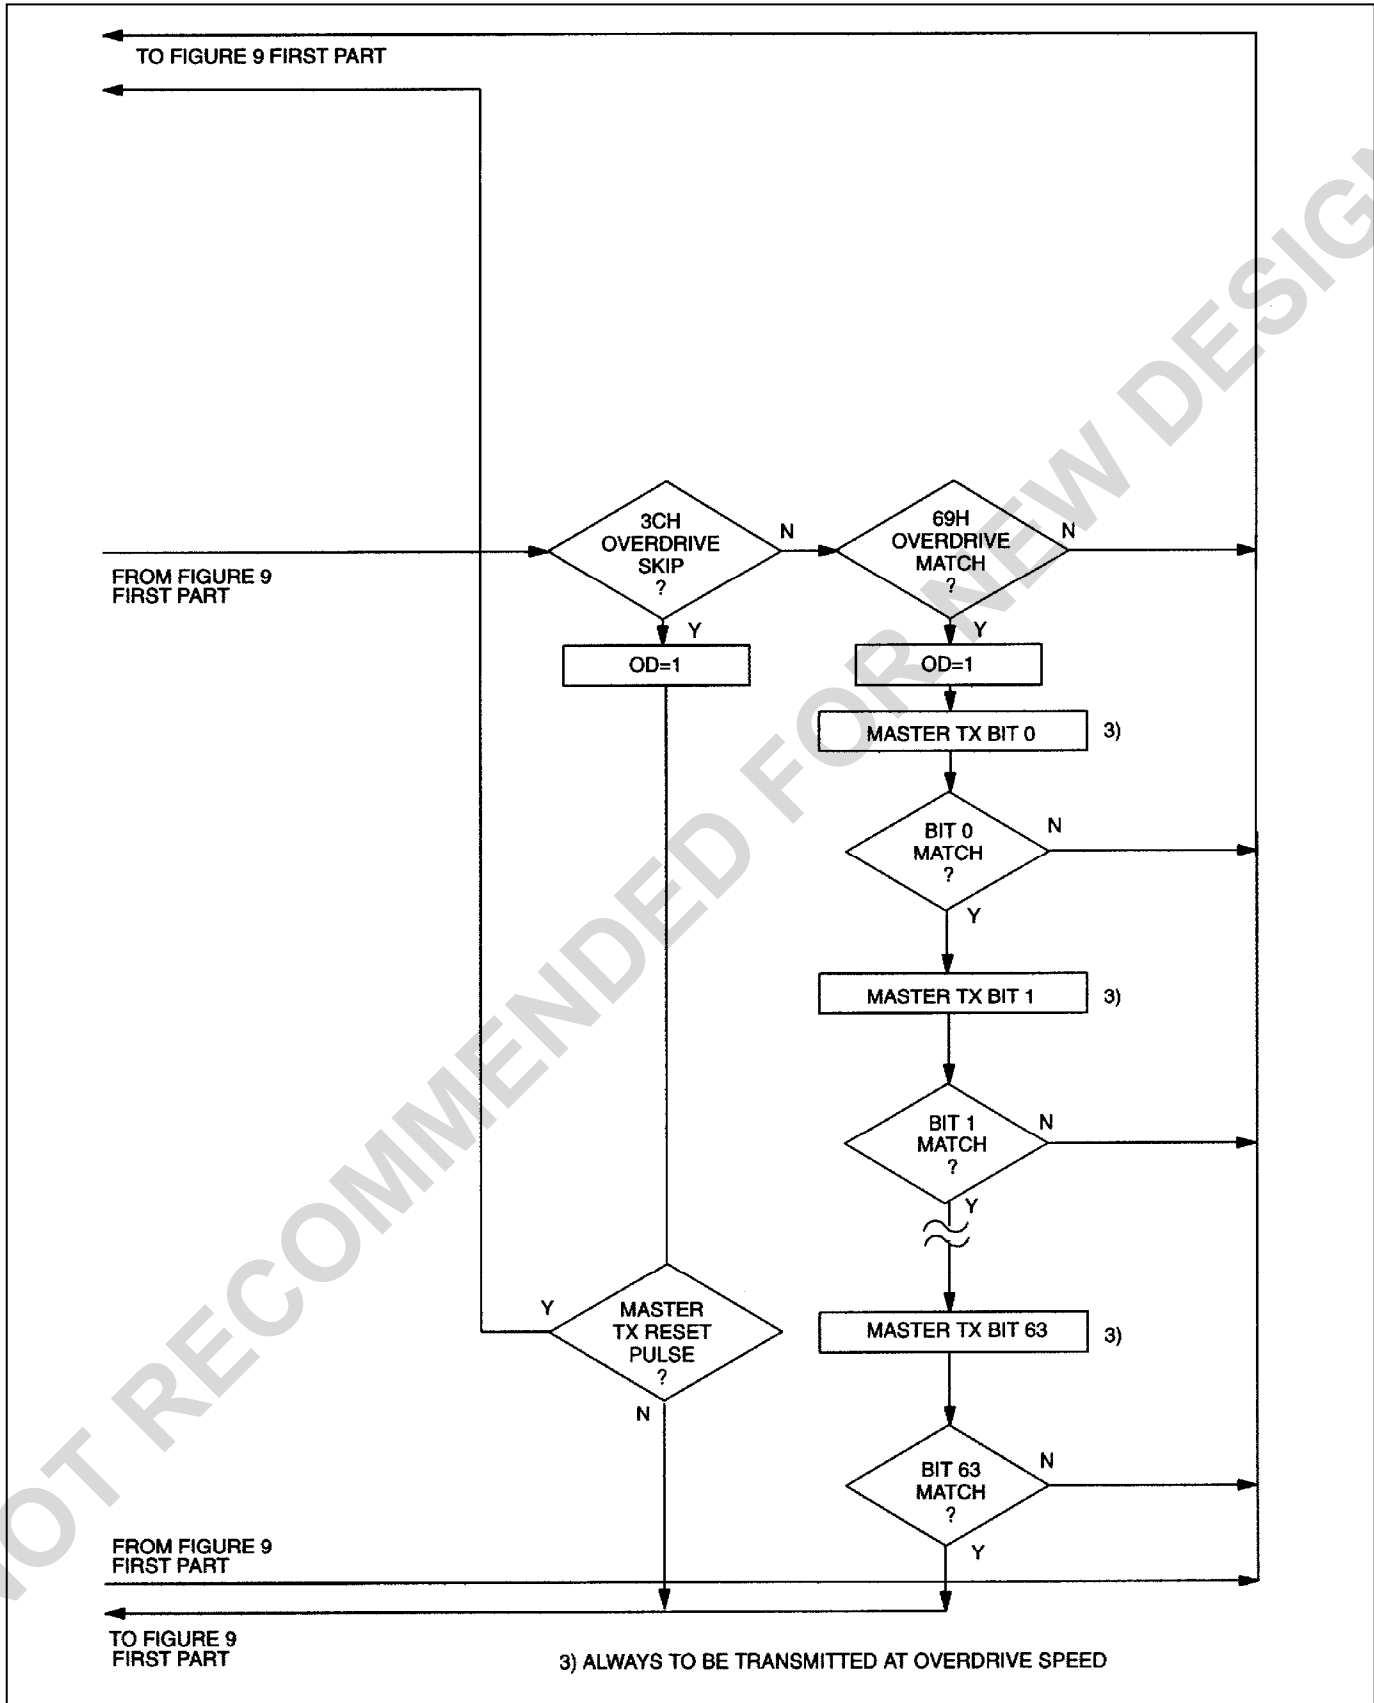 TO FIGURE 9 FIRST PART
3CH
OVERDRIVE
SKIP
?
N
69H
OVERDRIVE
MATCH
?
N
FROM FIGURE 9
FIRST PART
Y
Y
OD=1
OD=1
MASTER TX BIT 0
3)
BIT 0
MATCH
?
N
Y
MASTER TX BIT 1
3)
BIT 1
MATCH
?
N
Y
Y
MASTER
TX RESET
PULSE
?
N
MASTER TX BIT 63
3)
BIT 63
MATCH
?
N
Y
FROM FIGURE 9
FIRST PART
TO FIGURE 9
FIRST PART
3) ALWAYS TO BE TRANSMITTED AT OVERDRIVE SPEED
NOT RECOMMENDED FOR NEW DESIGN